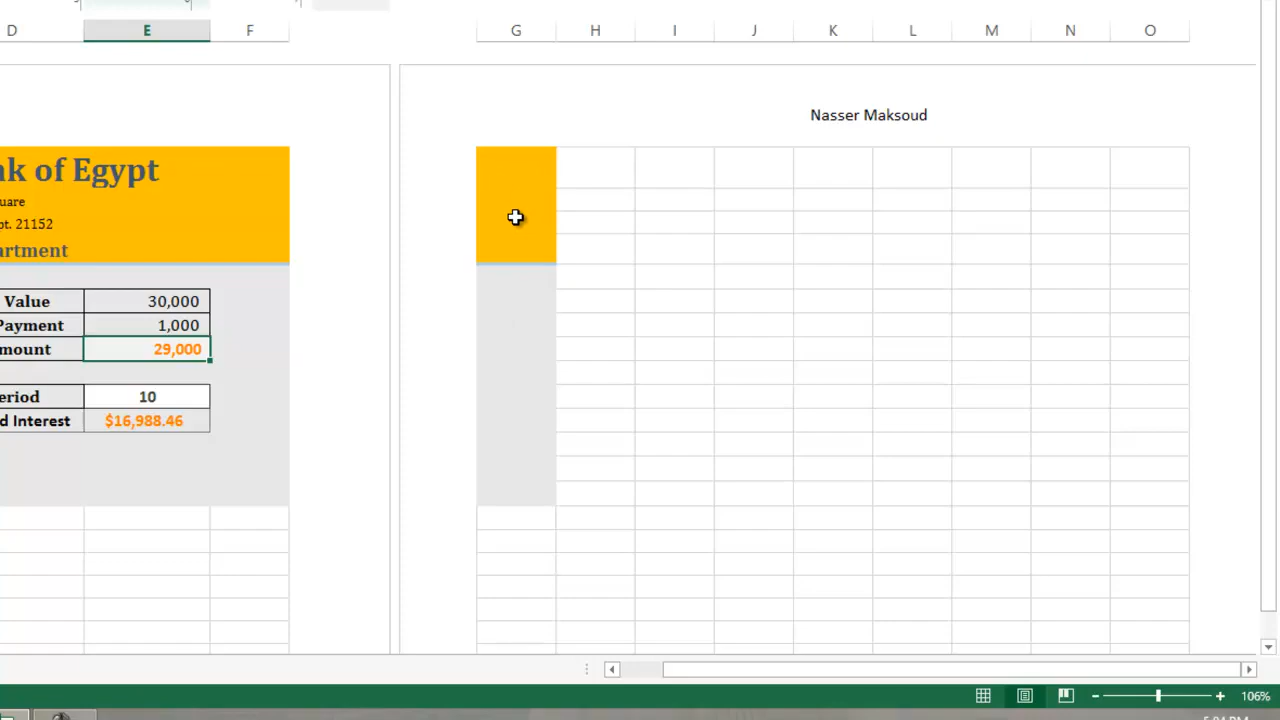 D E F G H I J K L M N O
Nasser Maksoud
nk of Egypt
uare
pt. 21152
artment
Value 30,000
Payment 1,000
mount 29,000
eriod 10
d Interest $16,988.46
106%